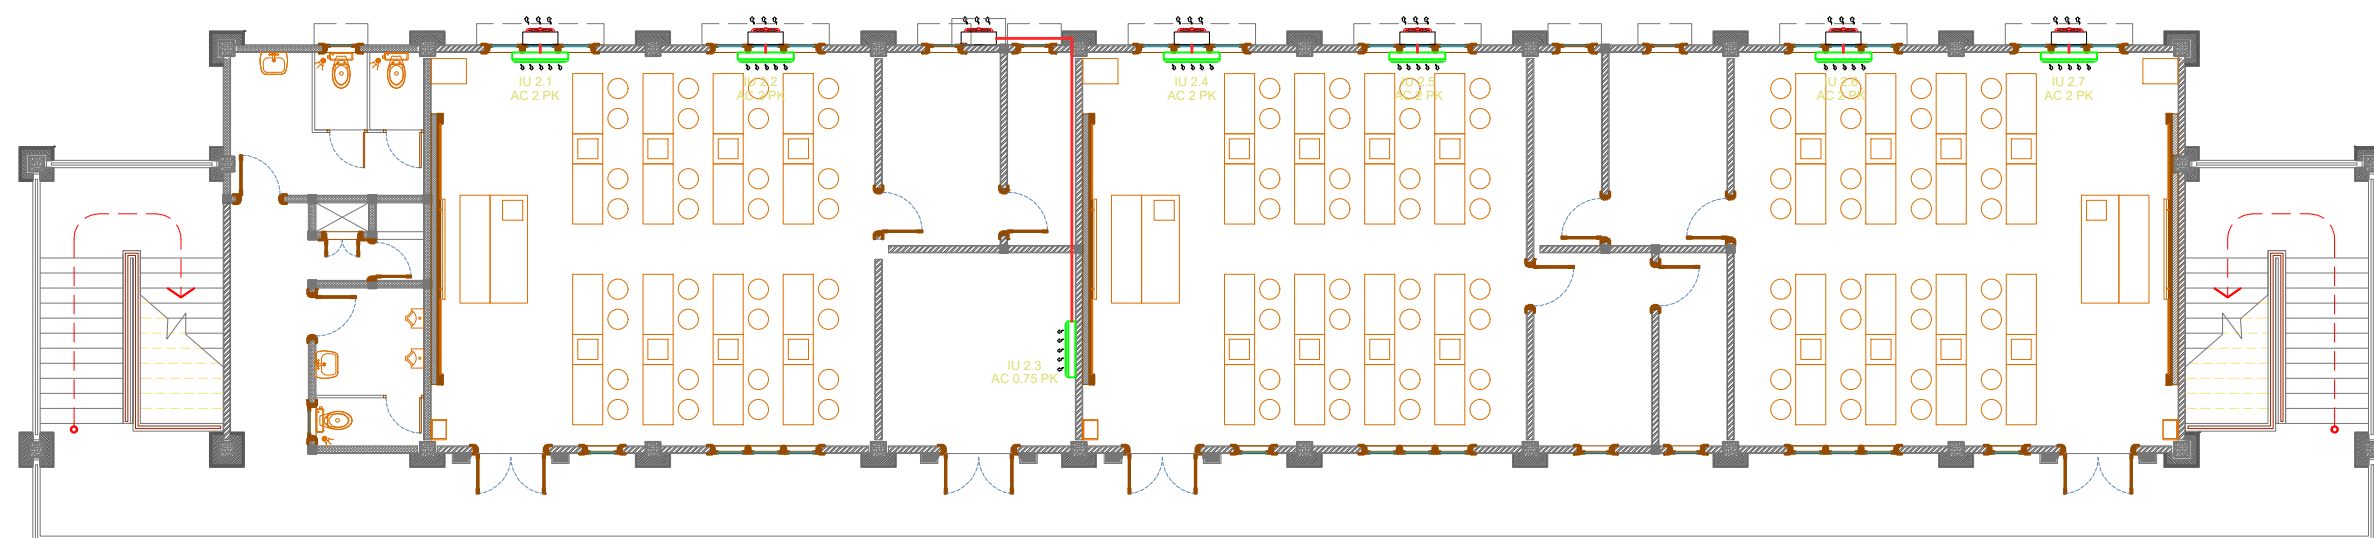 IU 2.1
AC 2 PK
IU 2.2
AC 2 PK
IU 2.4
AC 2 PK
IU 2.5
AC 2 PK
IU 2.6
AC 2 PK
IU 2.7
AC 2 PK
IU 2.3
AC 0.75 PK